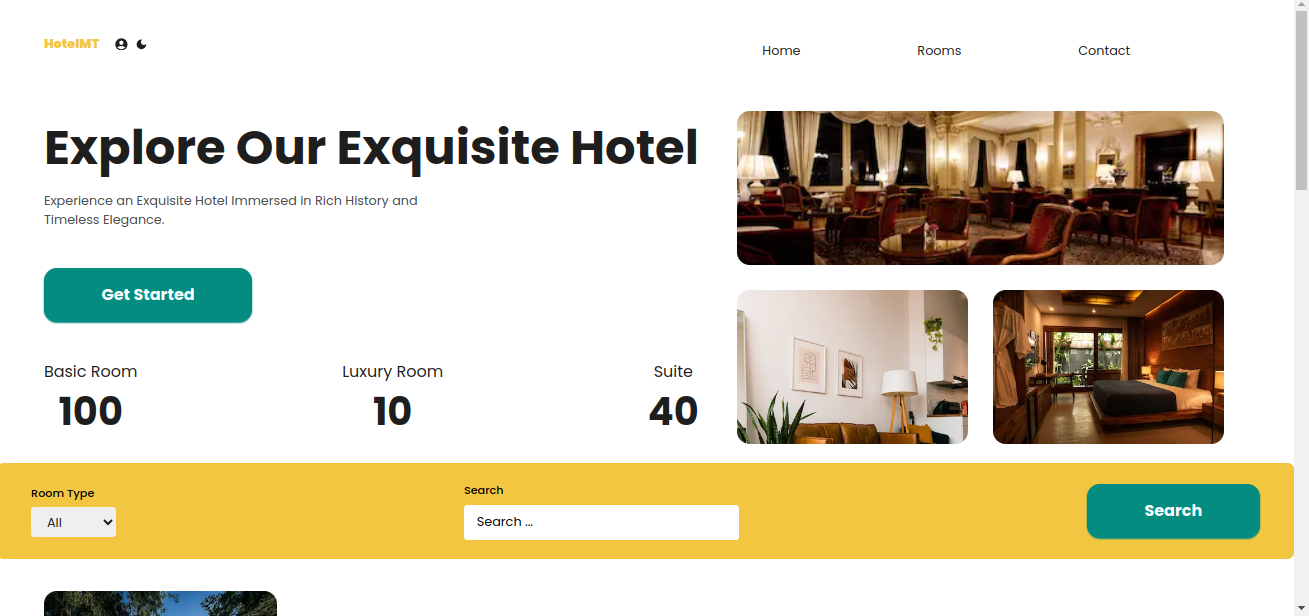 HotelMT
Home
Rooms
Contact
Explore Our Exquisite Hotel
Experience an Exquisite Hotel Immersed in Rich History and
Timeless Elegance.
Get Started
Basic Room
Luxury Room
Suite
100
10
40
Room Type
All
Search
Search ...
Search